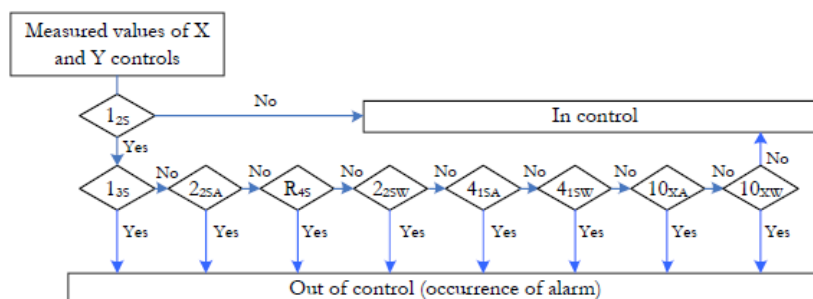 Measured values of X
and Y controls
No
1₂S
In control
Yes
No
1₃S
No
2₂SA
No
R₄S
No
2₂SW
No
4₁SA
No
4₁SW
No
10XA
No
10XW
Yes
Yes
Yes
Yes
Yes
Yes
Yes
Yes
Out of control (occurrence of alarm)